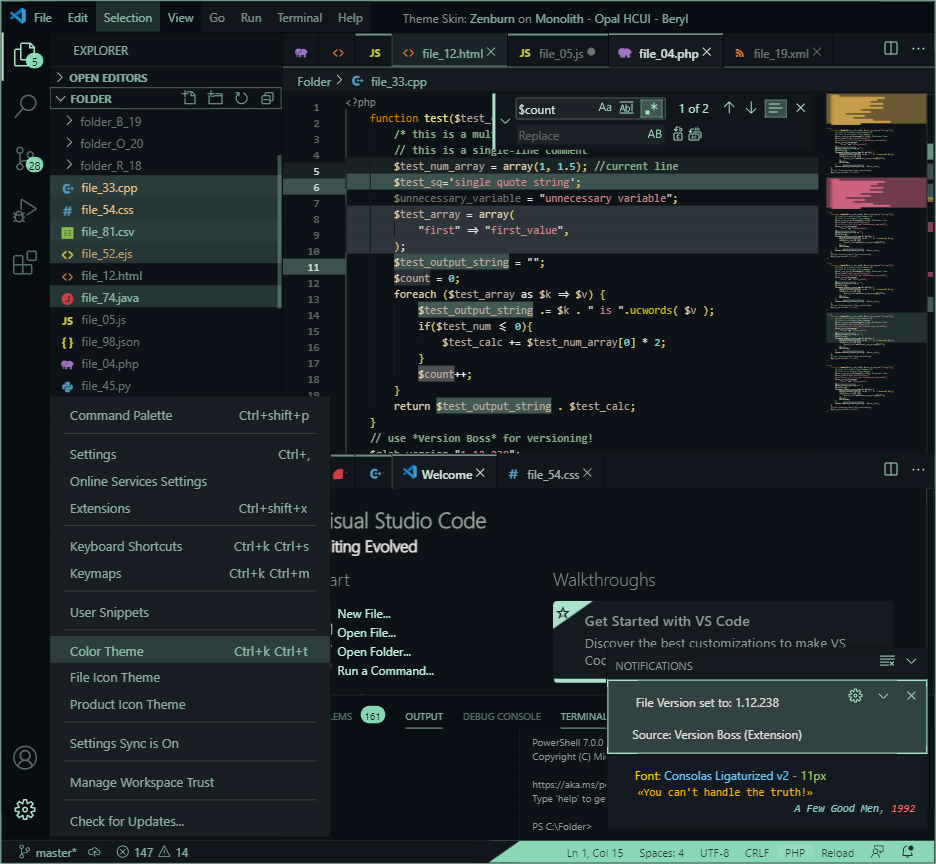 File Edit Selection View Go Run Terminal Help Theme Skin: Zenburn on Monolith - Opal HCUI - Beryl
5
EXPLORER
OPEN EDITORS
FOLDER
folder_B_19
folder_O_20
folder_R_18
file_33.cpp
file_54.css
file_81.csv
file_52.ejs
file_12.html
file_74.java
file_05.js
file_98.json
file_04.php
file_45.py
28
JS file_12.html JS file_05.js file_04.php file_19.xml
Folder > file_33.cpp
$count Aa Abl .* 1 of 2
Replace AB
1 <?php
2 function test($test_
3 /* this is a mul
4 // this is a single-line comment
5 $test_num_array = array(1, 1.5); //current line
6 $test_sq='single quote string';
7 $unnecessary_variable = "unnecessary variable";
8 $test_array = array(
9 "first" => "first_value",
10 );
11 $test_output_string = "";
12 $count = 0;
13 foreach ($test_array as $k => $v) {
14 $test_output_string .= $k . " is ".ucwords( $v );
15 if($test_num <= 0){
16 $test_calc += $test_num_array[0] * 2;
17 }
18 $count++;
19 }
return $test_output_string . $test_calc;
}
// use *Version Boss* for versioning!
Command Palette Ctrl+shift+p
Settings Ctrl+,
Online Services Settings
Extensions Ctrl+shift+x
Keyboard Shortcuts Ctrl+k Ctrl+s
Keymaps Ctrl+k Ctrl+m
User Snippets
Color Theme Ctrl+k Ctrl+t
File Icon Theme
Product Icon Theme
Settings Sync is On
Manage Workspace Trust
Check for Updates...
Welcome file_54.css
isual Studio Code
iting Evolved
art
New File...
Open File...
Open Folder...
Run a Command...
Walkthroughs
Get Started with VS Code
Discover the best customizations to make VS
Coc
NOTIFICATIONS
File Version set to: 1.12.238
Source: Version Boss (Extension)
Font: Consolas Ligaturized v2 - 11px
«You can't handle the truth!»
A Few Good Men, 1992
LEMS 161 OUTPUT DEBUG CONSOLE TERMINAL
PowerShell 7.0.0
Copyright (C) Mi
https://aka.ms/p
Type 'help' to ge
PS C:\Folder>
master* 147 14 Ln 1, Col 15 Spaces: 4 UTF-8 CRLF PHP Reload